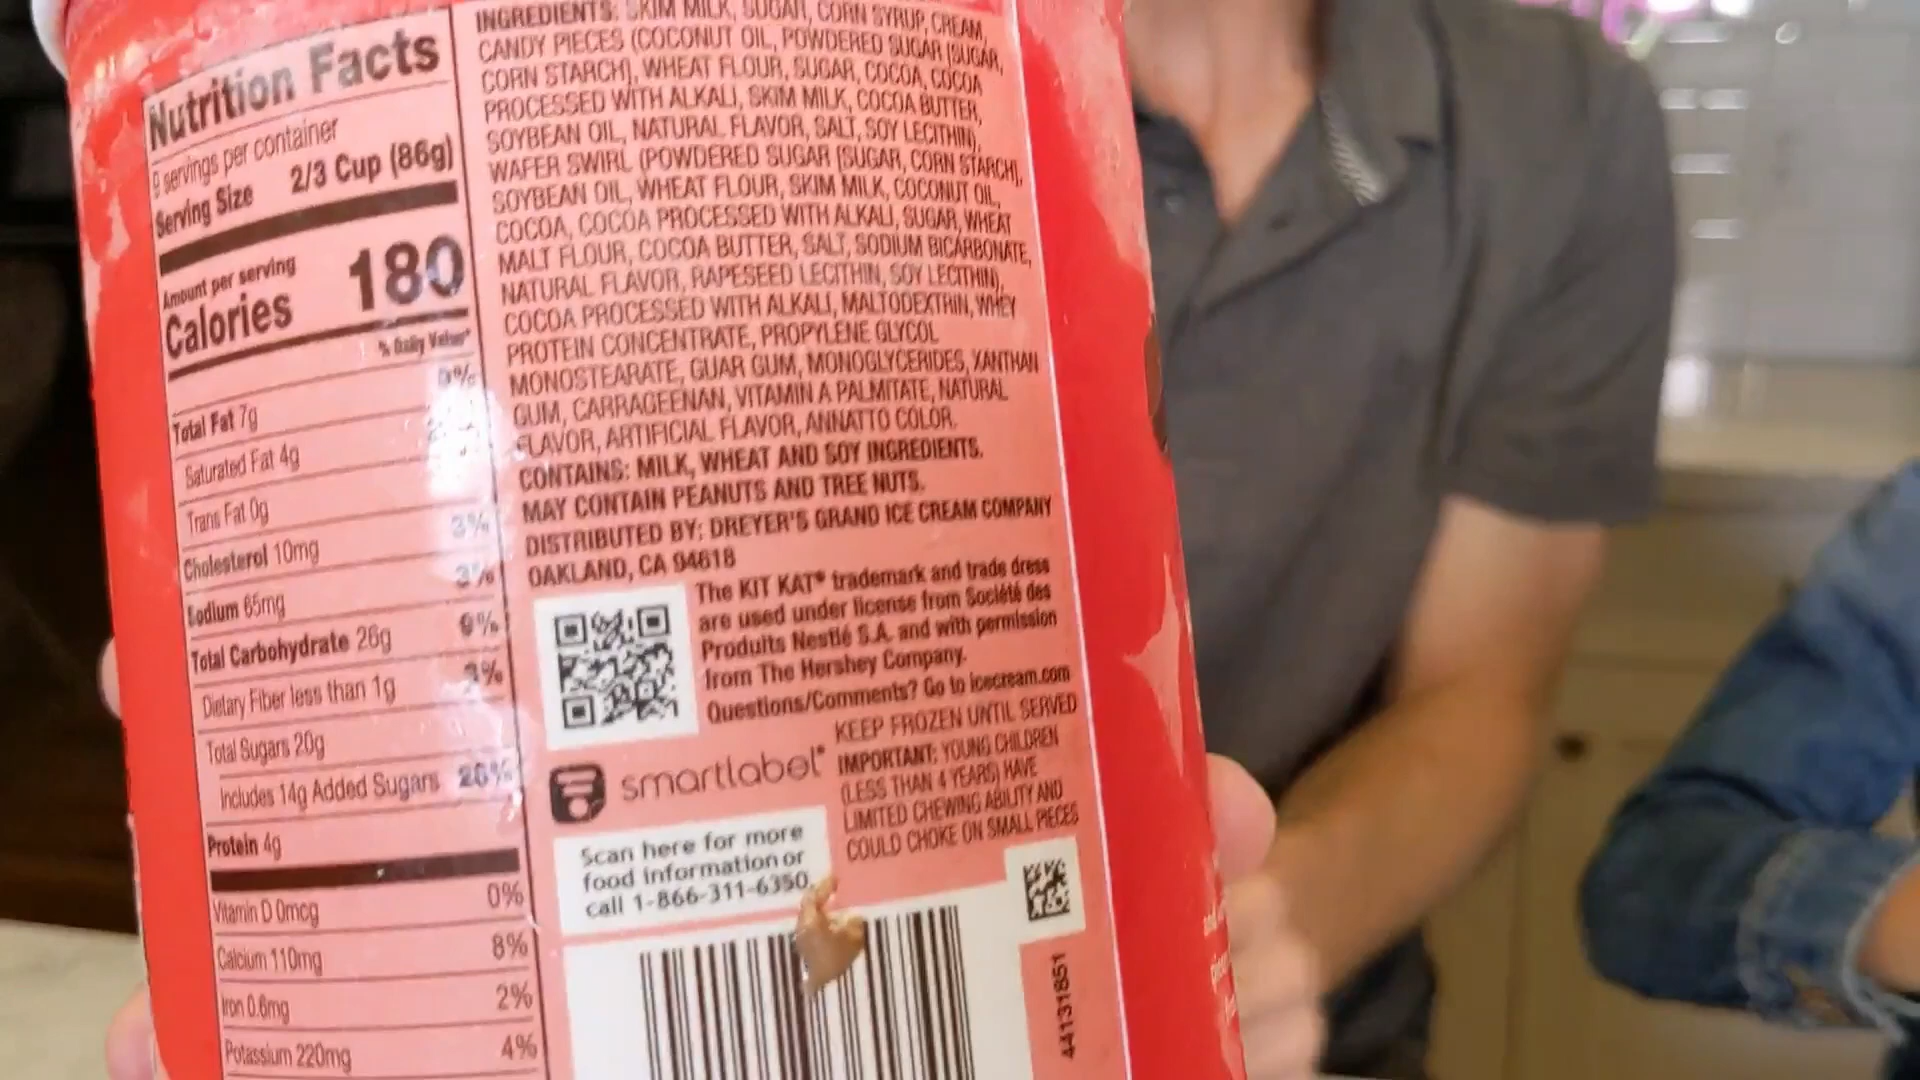 Nutrition Facts
9 servings per container
Serving Size 2/3 Cup (86g)
Amount per serving
Calories 180
% Daily Value*
Total Fat 7g 9%
Saturated Fat 4g
Trans Fat 0g
Cholesterol 10mg 3%
Sodium 65mg 3%
Total Carbohydrate 26g 9%
Dietary Fiber less than 1g 3%
Total Sugars 20g
Includes 14g Added Sugars 28%
Protein 4g
Vitamin D 0mcg 0%
Calcium 110mg 8%
Iron 0.6mg 2%
Potassium 220mg 4%
INGREDIENTS: SKIM MILK, SUGAR, CORN SYRUP, CREAM,
CANDY PIECES (COCONUT OIL, POWDERED SUGAR [SUGAR,
CORN STARCH], WHEAT FLOUR, SUGAR, COCOA, COCOA
PROCESSED WITH ALKALI, SKIM MILK, COCOA BUTTER,
SOYBEAN OIL, NATURAL FLAVOR, SALT, SOY LECITHIN),
WAFER SWIRL (POWDERED SUGAR [SUGAR, CORN STARCH],
SOYBEAN OIL, WHEAT FLOUR, SKIM MILK, COCONUT OIL,
COCOA, COCOA PROCESSED WITH ALKALI, SUGAR, WHEAT
MALT FLOUR, COCOA BUTTER, SALT, SODIUM BICARBONATE,
NATURAL FLAVOR, RAPESEED LECITHIN, SOY LECITHIN),
COCOA PROCESSED WITH ALKALI, MALTODEXTRIN, WHEY
PROTEIN CONCENTRATE, PROPYLENE GLYCOL
MONOSTEARATE, GUAR GUM, MONOGLYCERIDES, XANTHAN
GUM, CARRAGEENAN, VITAMIN A PALMITATE, NATURAL
FLAVOR, ARTIFICIAL FLAVOR, ANNATTO COLOR.
CONTAINS: MILK, WHEAT AND SOY INGREDIENTS.
MAY CONTAIN PEANUTS AND TREE NUTS.
DISTRIBUTED BY: DREYER'S GRAND ICE CREAM COMPANY
OAKLAND, CA 94618
The KIT KAT® trademark and trade dress
are used under license from Société des
Produits Nestlé S.A. and with permission
from The Hershey Company.
Questions/Comments? Go to icecream.com
smartlabel®
KEEP FROZEN UNTIL SERVED
IMPORTANT: YOUNG CHILDREN
(LESS THAN 4 YEARS) HAVE
LIMITED CHEWING ABILITY AND
COULD CHOKE ON SMALL PIECES
Scan here for more
food information or
call 1-866-311-6350.
44131851